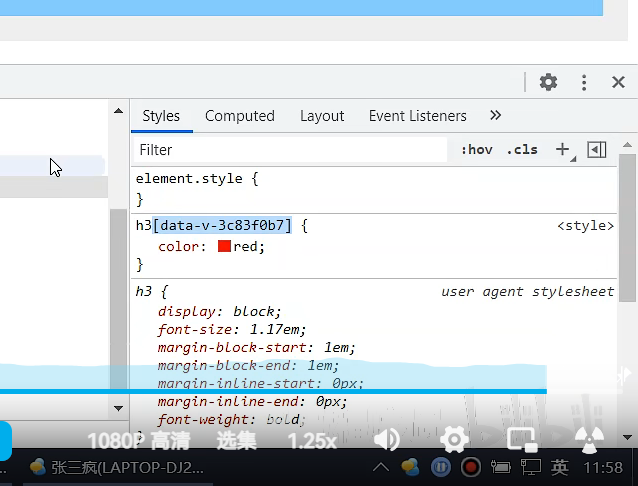 Styles Computed Layout Event Listeners
Filter :hov .cls
element.style {
}
h3[data-v-3c83f0b7] { <style>
color: red;
}
h3 { user agent stylesheet
display: block;
font-size: 1.17em;
margin-block-start: 1em;
margin-block-end: 1em;
margin-inline-start: 0px;
margin-inline-end: 0px;
font-weight: bold;
}
1080P 高清 选集 1.25x
张三疯(LAPTOP-DJ2... 英 11:58